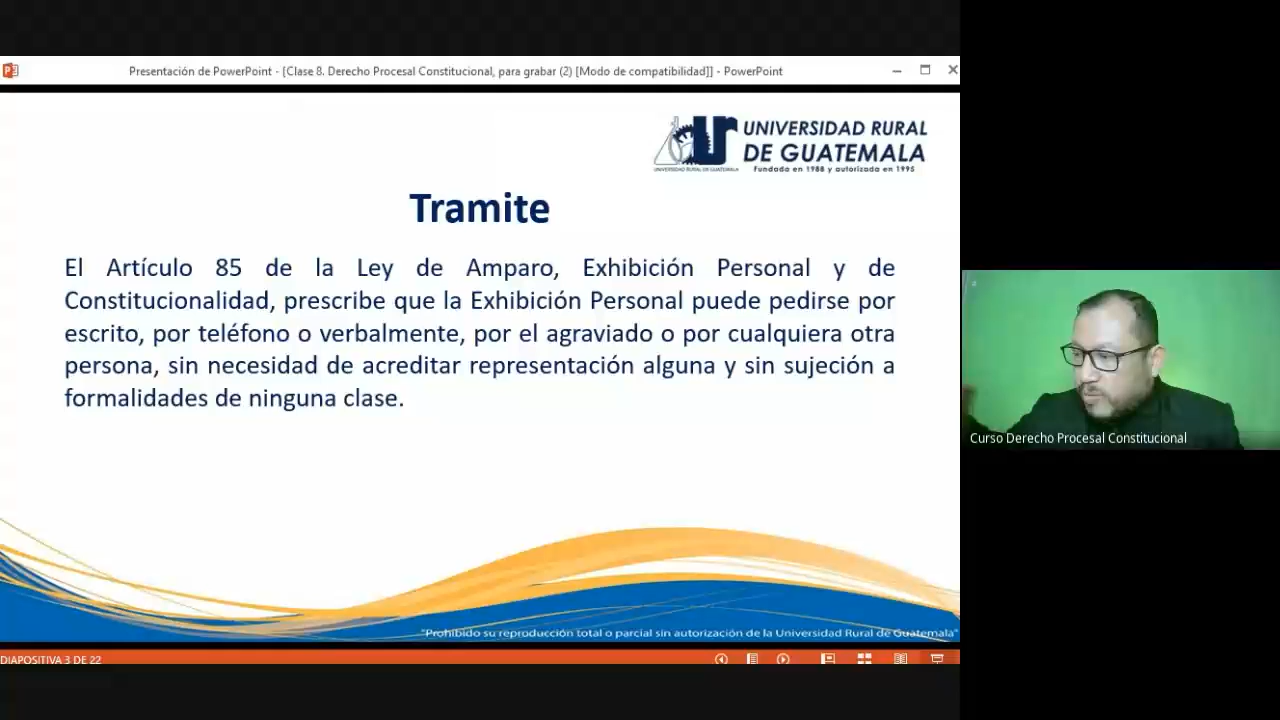 Presentación de PowerPoint - [Clase 8. Derecho Procesal Constitucional, para grabar (2) [Modo de compatibilidad]] - PowerPoint
UNIVERSIDAD RURAL
DE GUATEMALA
Fundada en 1988 y autorizada en 1995
UNIVERSIDAD RURAL DE GUATEMALA
Tramite
El Artículo 85 de la Ley de Amparo, Exhibición Personal y de
Constitucionalidad, prescribe que la Exhibición Personal puede pedirse por
escrito, por teléfono o verbalmente, por el agraviado o por cualquiera otra
persona, sin necesidad de acreditar representación alguna y sin sujeción a
formalidades de ninguna clase.
Curso Derecho Procesal Constitucional
"Prohibido su reproducción total o parcial sin autorización de la Universidad Rural de Guatemala"
DIAPOSITIVA 3 DE 22